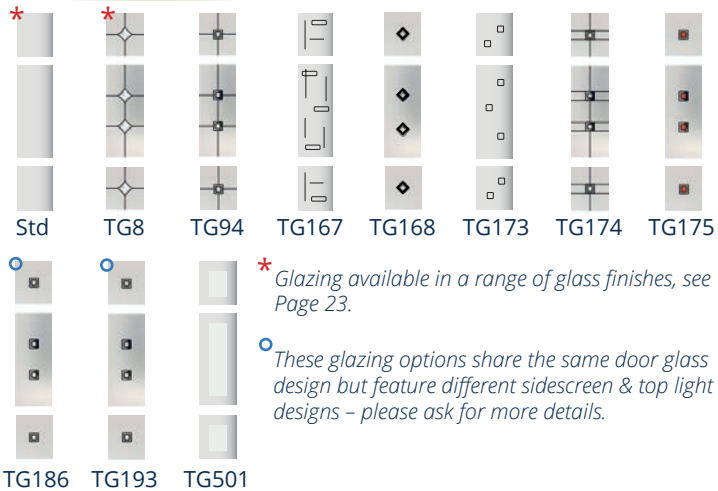 Std TG8 TG94 TG167 TG168 TG173 TG174 TG175
* Glazing available in a range of glass finishes, see
Page 23.
These glazing options share the same door glass
design but feature different sidescreen & top light
designs – please ask for more details.
TG186 TG193 TG501